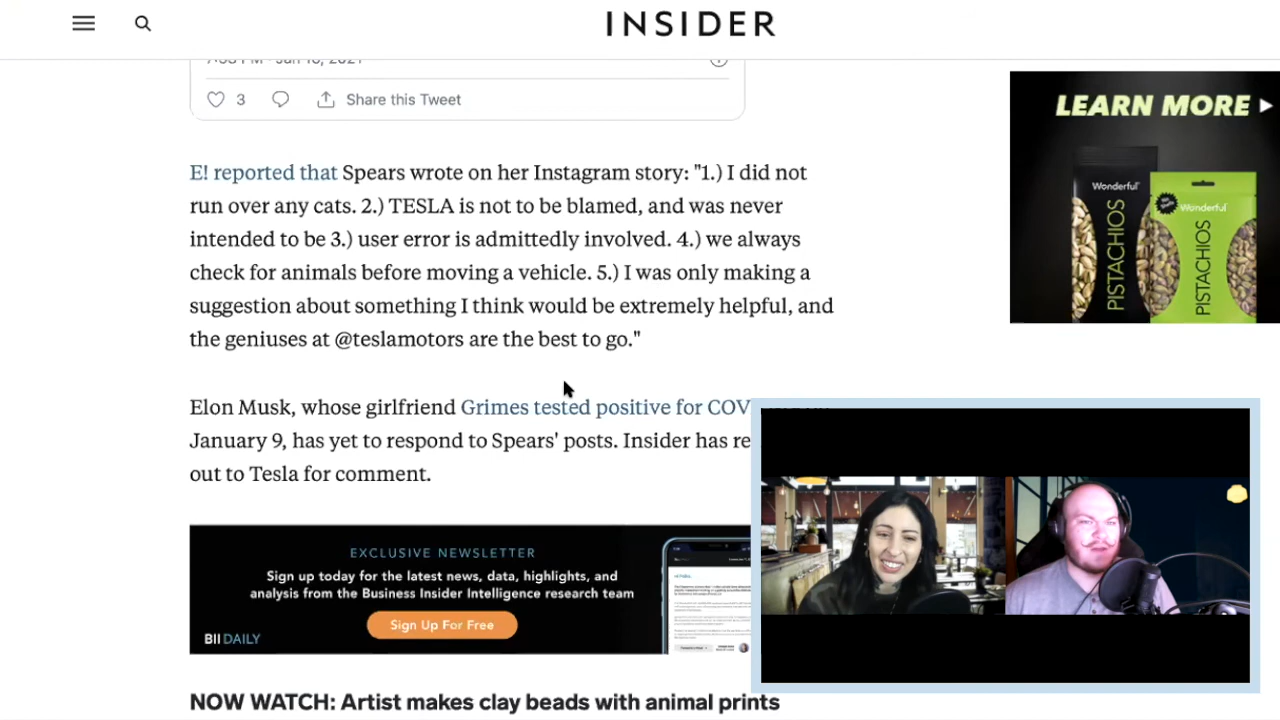 INSIDER
3 Share this Tweet
LEARN MORE
E! reported that Spears wrote on her Instagram story: "1.) I did not
run over any cats. 2.) TESLA is not to be blamed, and was never
intended to be 3.) user error is admittedly involved. 4.) we always
check for animals before moving a vehicle. 5.) I was only making a
suggestion about something I think would be extremely helpful, and
the geniuses at @teslamotors are the best to go."
Wonderful
PISTACHIOS
Wonderful
PISTACHIOS
Elon Musk, whose girlfriend Grimes tested positive for COV
January 9, has yet to respond to Spears' posts. Insider has re
out to Tesla for comment.
EXCLUSIVE NEWSLETTER
Sign up today for the latest news, data, highlights, and
analysis from the Business Insider Intelligence research team
Sign Up For Free
BII DAILY
NOW WATCH: Artist makes clay beads with animal prints